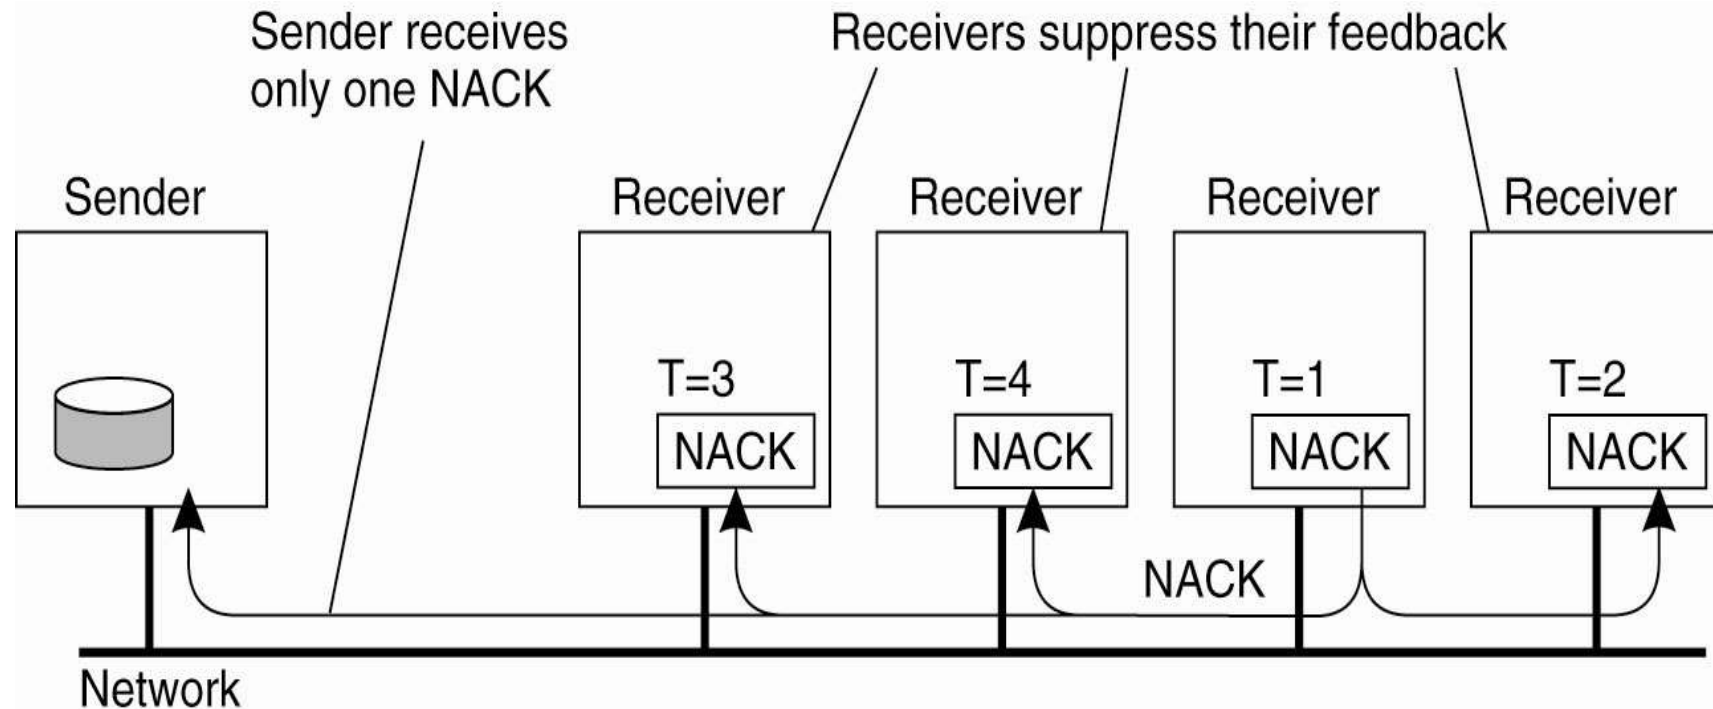 Sender receives
only one NACK
Receivers suppress their feedback
Sender
Receiver
Receiver
Receiver
Receiver
T=3
T=4
T=1
T=2
NACK
NACK
NACK
NACK
NACK
Network